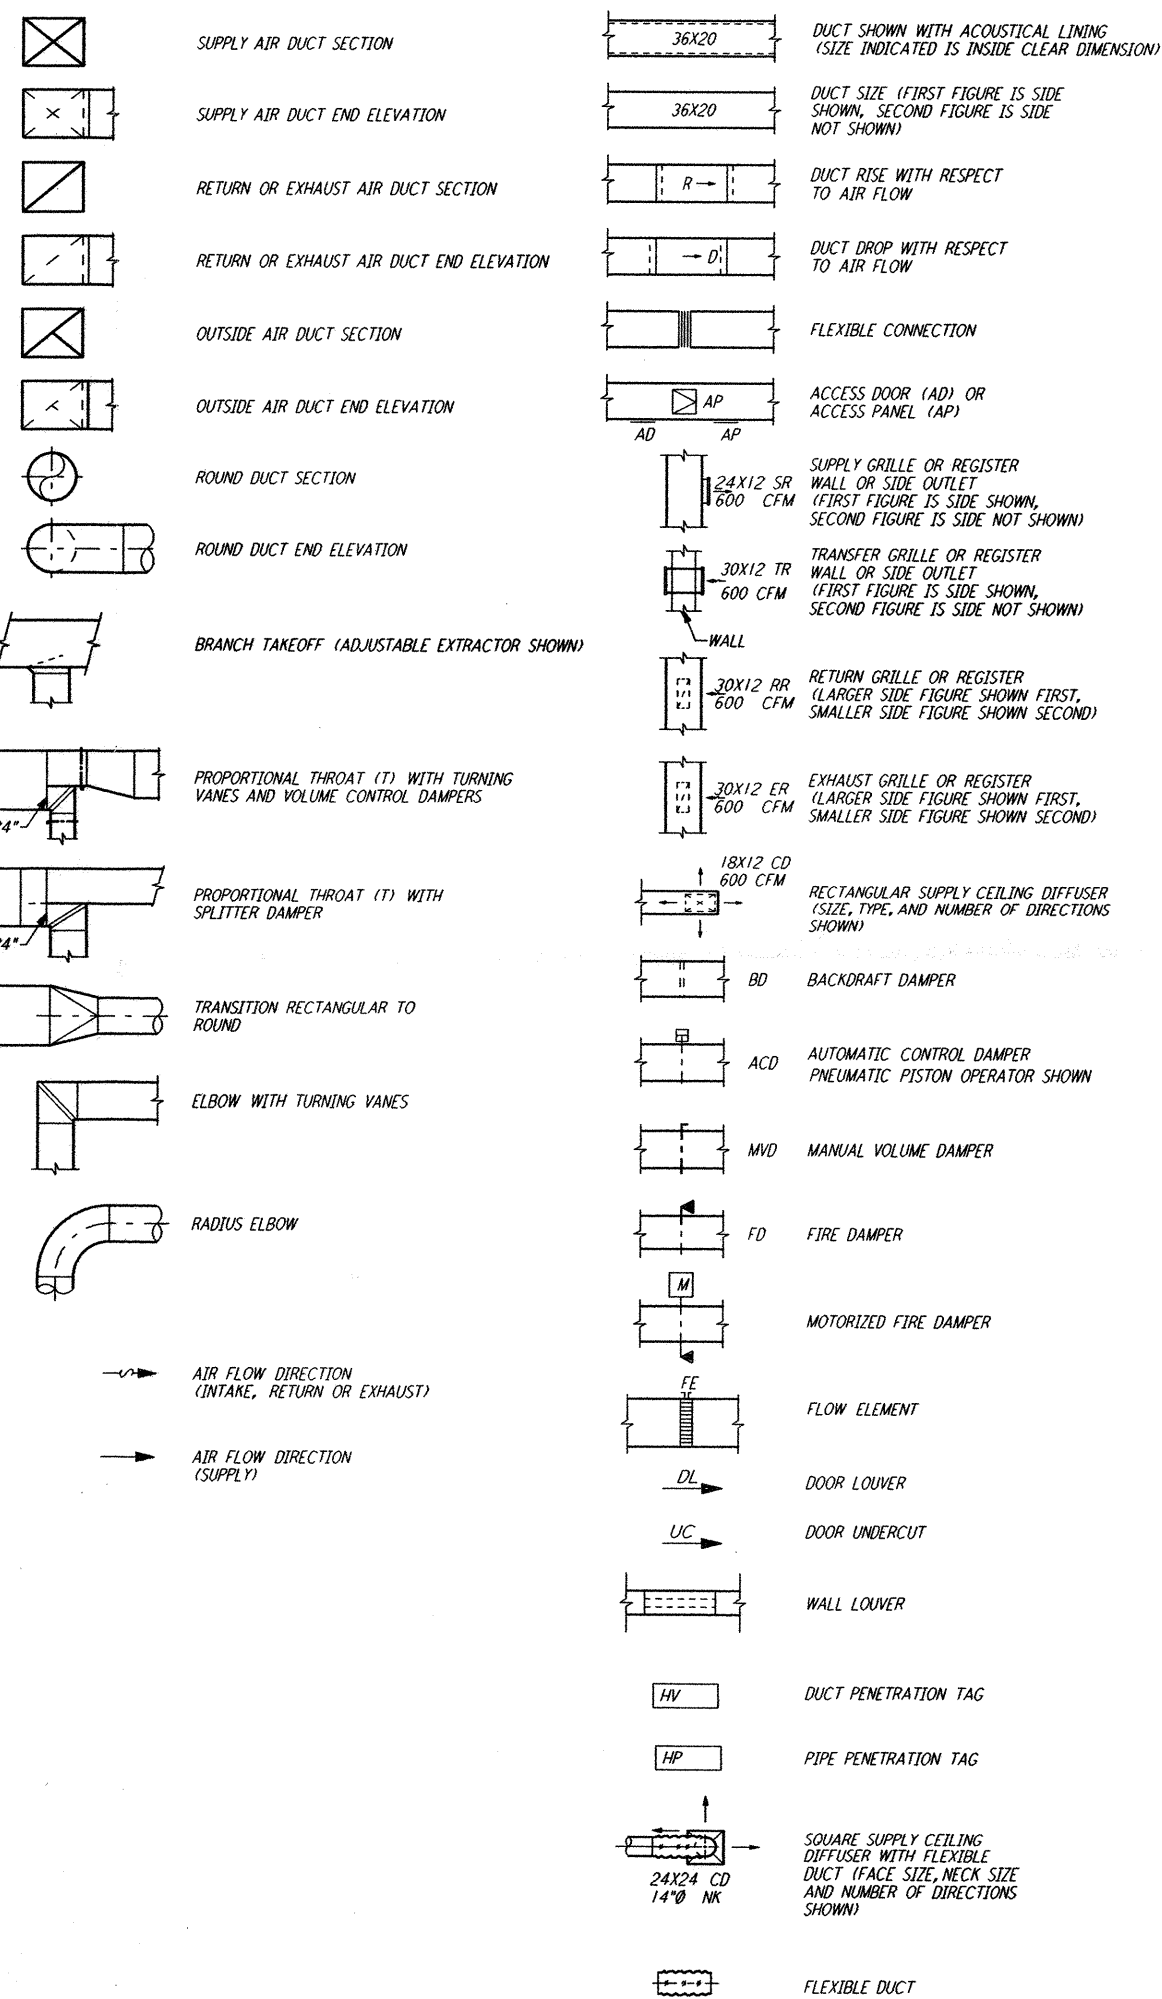 SUPPLY AIR DUCT SECTION
SUPPLY AIR DUCT END ELEVATION
RETURN OR EXHAUST AIR DUCT SECTION
RETURN OR EXHAUST AIR DUCT END ELEVATION
OUTSIDE AIR DUCT SECTION
OUTSIDE AIR DUCT END ELEVATION
ROUND DUCT SECTION
ROUND DUCT END ELEVATION
BRANCH TAKEOFF (ADJUSTABLE EXTRACTOR SHOWN)
PROPORTIONAL THROAT (T) WITH TURNING
VANES AND VOLUME CONTROL DAMPERS
4"
PROPORTIONAL THROAT (T) WITH
SPLITTER DAMPER
4"
TRANSITION RECTANGULAR TO
ROUND
ELBOW WITH TURNING VANES
RADIUS ELBOW
AIR FLOW DIRECTION
(INTAKE, RETURN OR EXHAUST)
AIR FLOW DIRECTION
(SUPPLY)
36X20
DUCT SHOWN WITH ACOUSTICAL LINING
(SIZE INDICATED IS INSIDE CLEAR DIMENSION)
36X20
DUCT SIZE (FIRST FIGURE IS SIDE
SHOWN, SECOND FIGURE IS SIDE
NOT SHOWN)
R
DUCT RISE WITH RESPECT
TO AIR FLOW
D
DUCT DROP WITH RESPECT
TO AIR FLOW
FLEXIBLE CONNECTION
AP
AD AP
ACCESS DOOR (AD) OR
ACCESS PANEL (AP)
24X12 SR
600 CFM
SUPPLY GRILLE OR REGISTER
WALL OR SIDE OUTLET
(FIRST FIGURE IS SIDE SHOWN,
SECOND FIGURE IS SIDE NOT SHOWN)
30X12 TR
600 CFM
WALL
TRANSFER GRILLE OR REGISTER
WALL OR SIDE OUTLET
(FIRST FIGURE IS SIDE SHOWN,
SECOND FIGURE IS SIDE NOT SHOWN)
30X12 RR
600 CFM
RETURN GRILLE OR REGISTER
(LARGER SIDE FIGURE SHOWN FIRST,
SMALLER SIDE FIGURE SHOWN SECOND)
30X12 ER
600 CFM
EXHAUST GRILLE OR REGISTER
(LARGER SIDE FIGURE SHOWN FIRST,
SMALLER SIDE FIGURE SHOWN SECOND)
18X12 CD
600 CFM
RECTANGULAR SUPPLY CEILING DIFFUSER
(SIZE, TYPE, AND NUMBER OF DIRECTIONS
SHOWN)
BD BACKDRAFT DAMPER
ACD AUTOMATIC CONTROL DAMPER
PNEUMATIC PISTON OPERATOR SHOWN
MVD MANUAL VOLUME DAMPER
FD FIRE DAMPER
M
MOTORIZED FIRE DAMPER
FE
FLOW ELEMENT
DL DOOR LOUVER
UC DOOR UNDERCUT
WALL LOUVER
HV DUCT PENETRATION TAG
HP PIPE PENETRATION TAG
24X24 CD
14"Ø NK
SQUARE SUPPLY CEILING
DIFFUSER WITH FLEXIBLE
DUCT (FACE SIZE, NECK SIZE
AND NUMBER OF DIRECTIONS
SHOWN)
FLEXIBLE DUCT